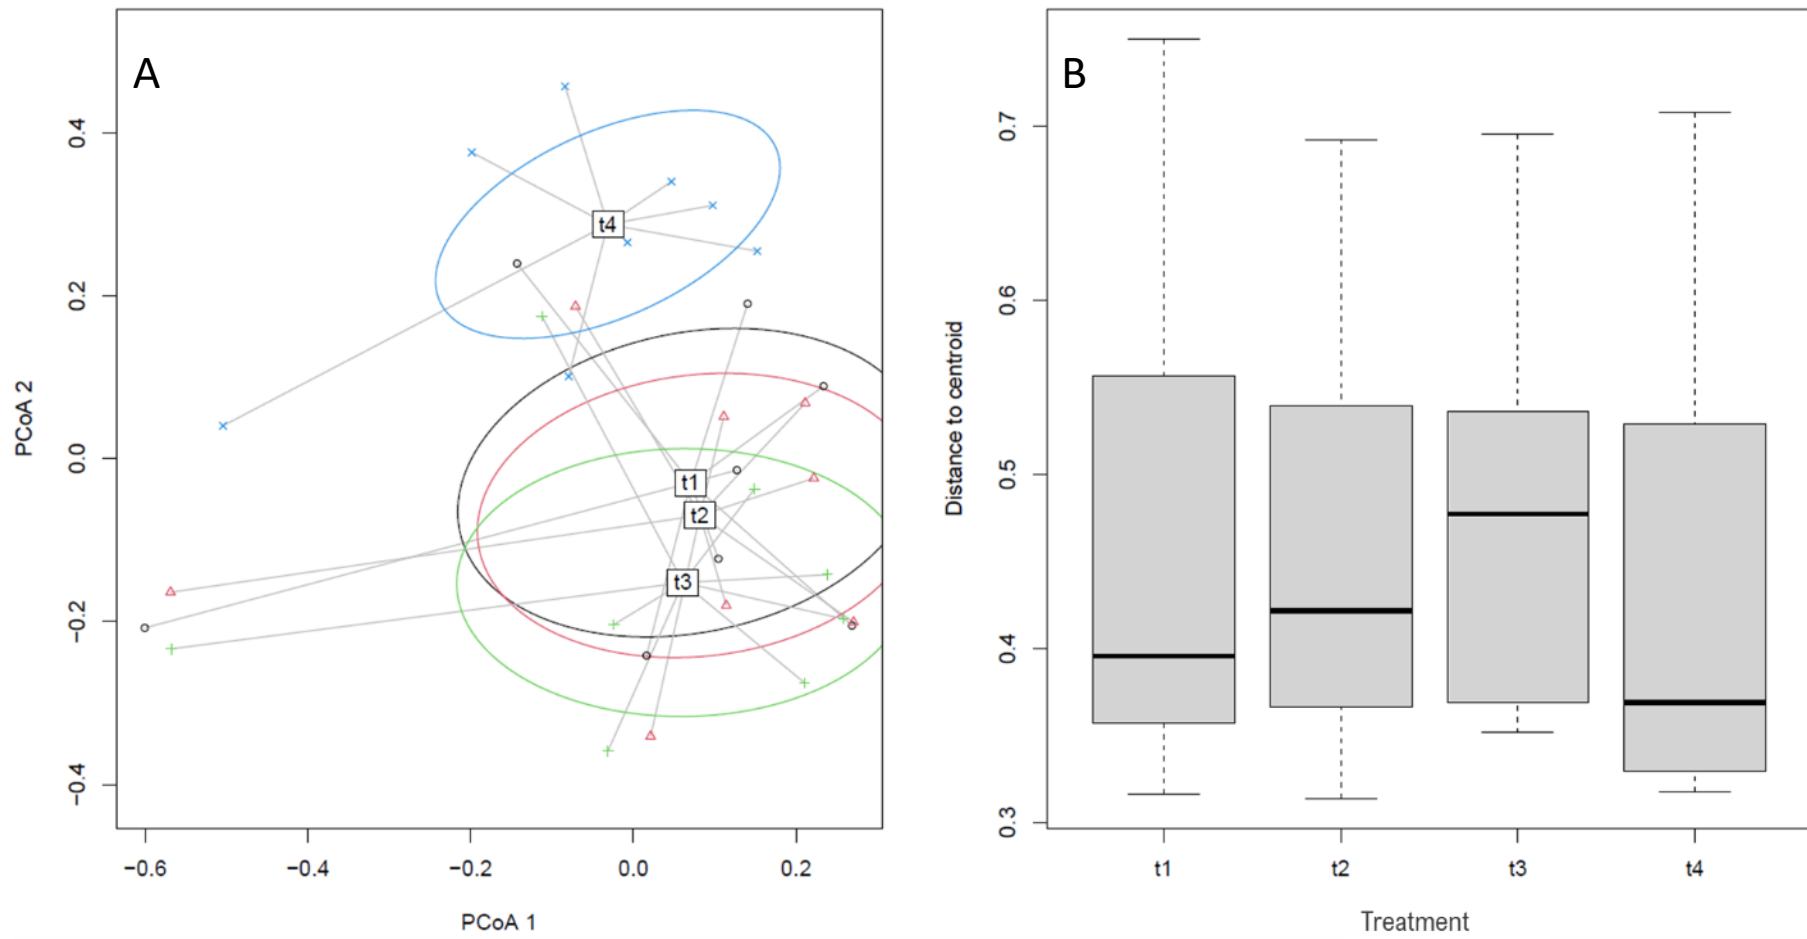 A
0.4
0.2
0.0
−0.2
−0.4
PCoA 2
t4
t1
t2
t3
−0.6
−0.4
−0.2
0.0
0.2
PCoA 1
B
0.7
0.6
0.5
0.4
0.3
Distance to centroid
t1
t2
t3
t4
Treatment